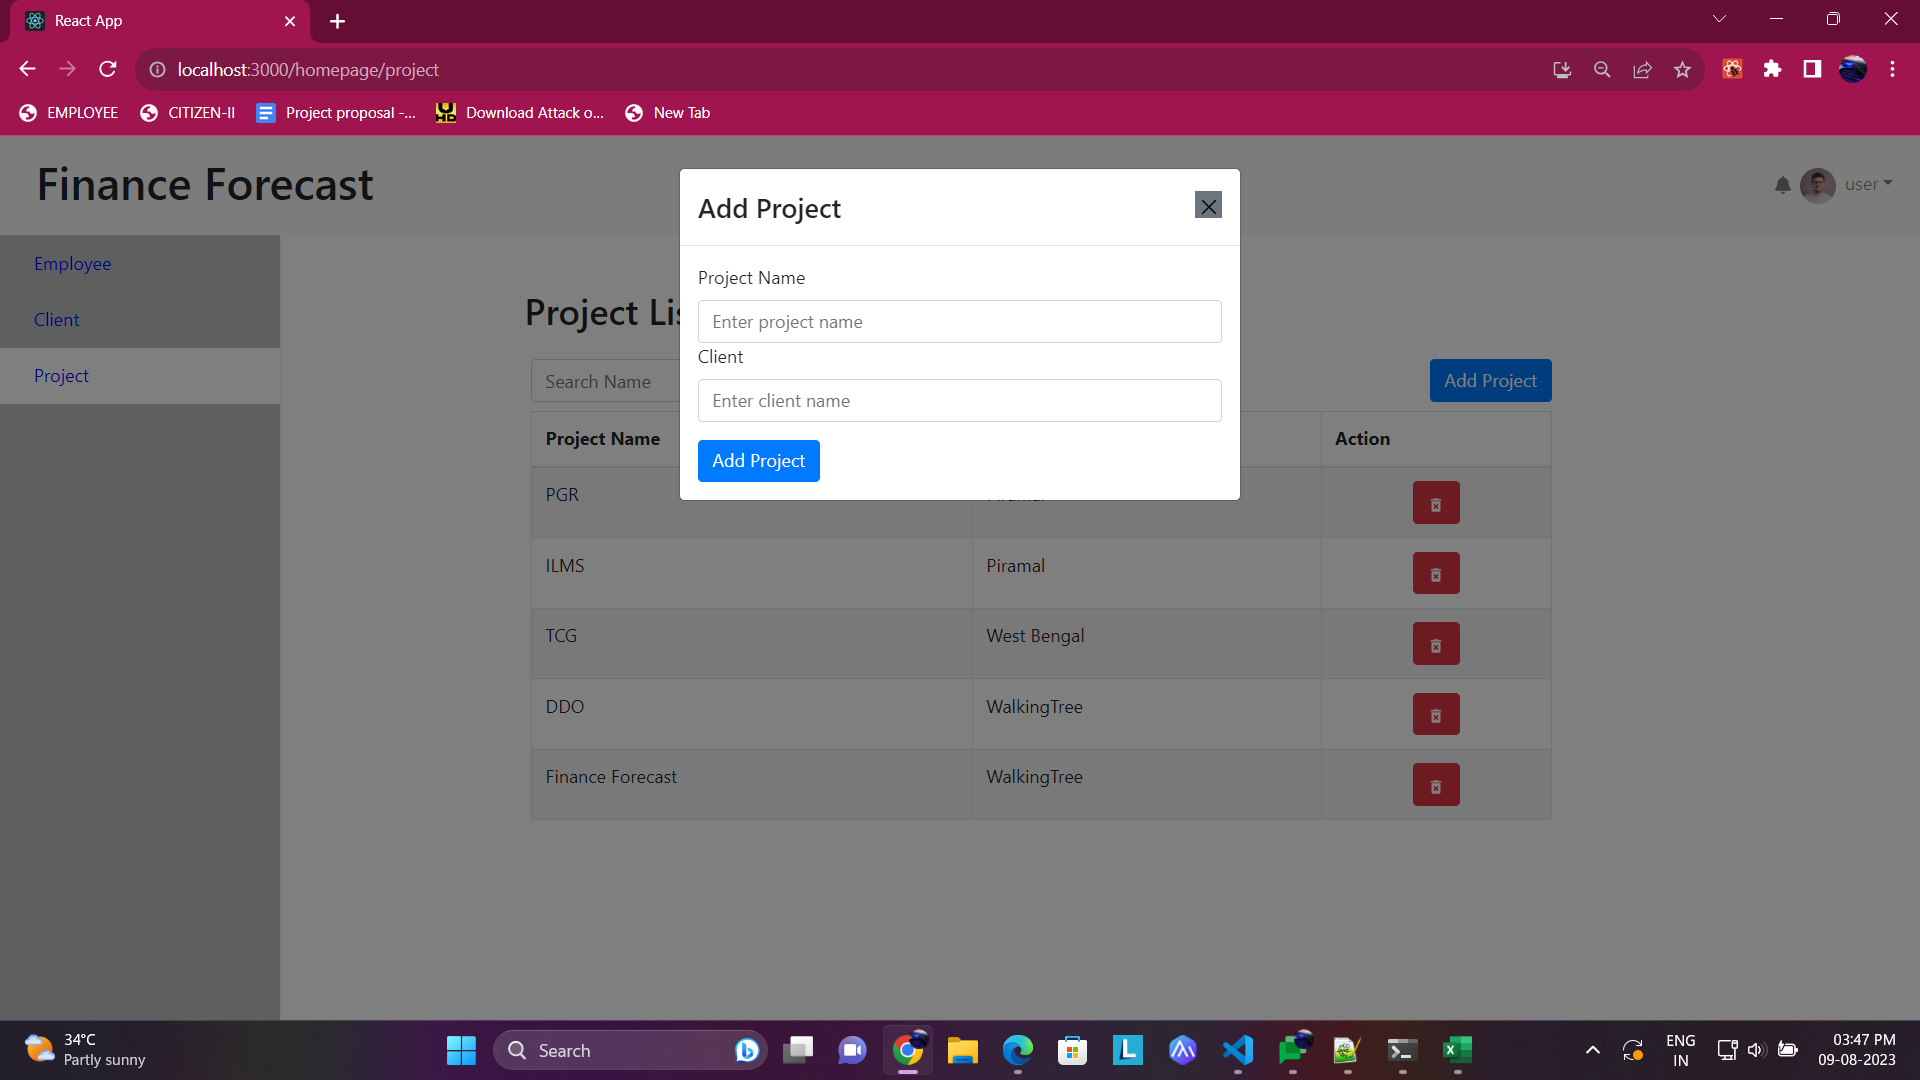 React App
localhost:3000/homepage/project
EMPLOYEE
CITIZEN-II
Project proposal -...
Download Attack o...
New Tab
Finance Forecast
user
Employee
Client
Project
Add Project
Project Name
Enter project name
Client
Enter client name
Add Project
Project
Search Name
Add Project
Project Name
Action
PGR
ILMS
Piramal
TCG
West Bengal
DDO
WalkingTree
Finance Forecast
WalkingTree
34°C
Partly sunny
Search
ENG
IN
03:47 PM
09-08-2023